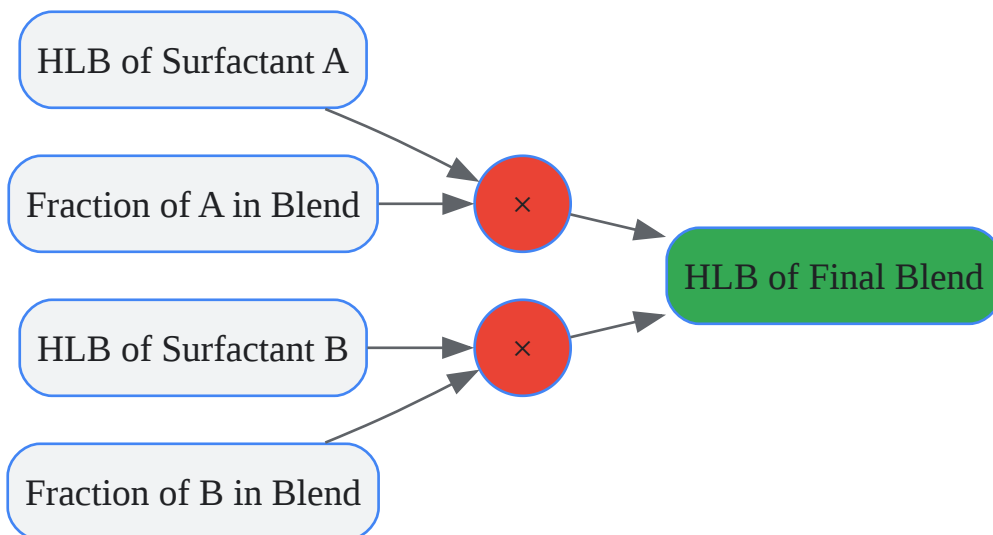 HLB of Surfactant A
Fraction of A in Blend
×
HLB of Final Blend
HLB of Surfactant B
×
Fraction of B in Blend